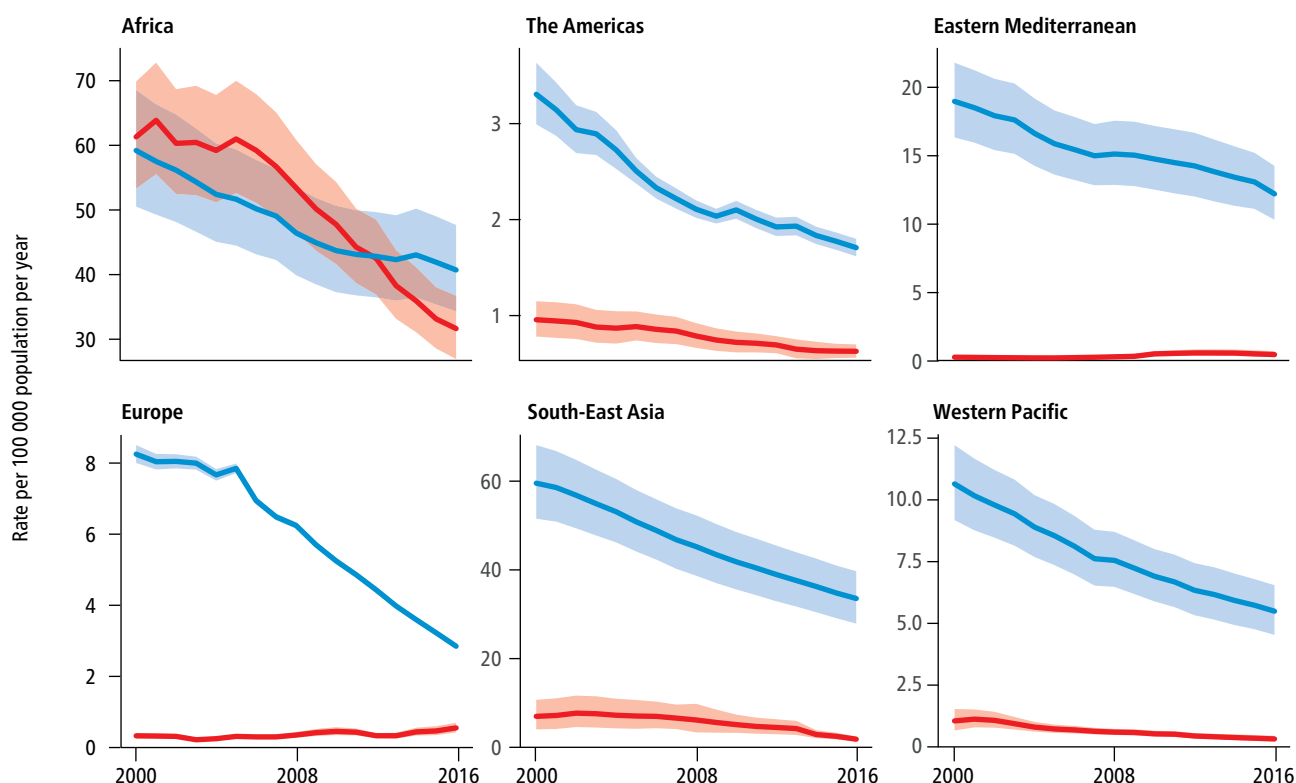 Africa
The Americas
Eastern Mediterranean
70
60
50
40
30
3
2
1
20
15
10
5
0
Rate per 100 000 population per year
Europe
South-East Asia
Western Pacific
8
6
4
2
0
60
40
20
0
12.5
10.0
7.5
5.0
2.5
0
2000 2008 2016
2000 2008 2016
2000 2008 2016